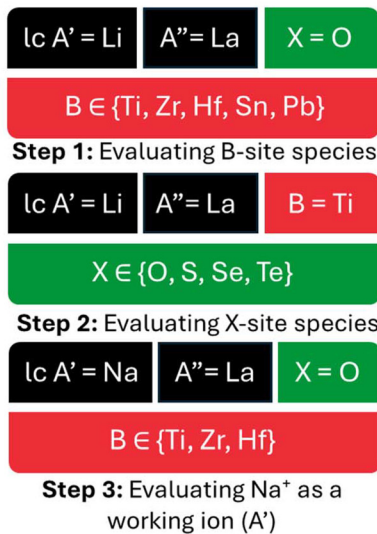 lc A' = Li A''= La X = O
B ∈ {Ti, Zr, Hf, Sn, Pb}
Step 1: Evaluating B-site species
lc A' = Li A''= La B = Ti
X ∈ {O, S, Se, Te}
Step 2: Evaluating X-site species
lc A' = Na A''= La X = O
B ∈ {Ti, Zr, Hf}
Step 3: Evaluating Na⁺ as a
working ion (A')